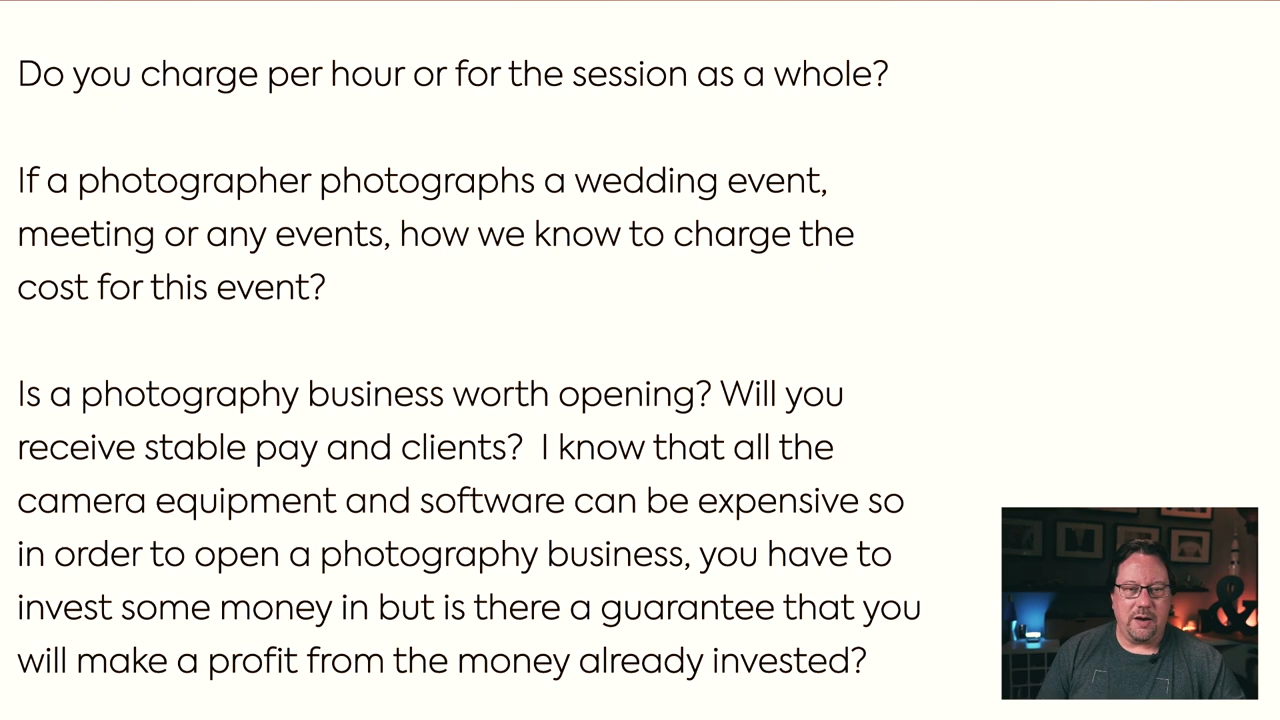 Do you charge per hour or for the session as a whole?
If a photographer photographs a wedding event,
meeting or any events, how we know to charge the
cost for this event?
Is a photography business worth opening? Will you
receive stable pay and clients?  I know that all the
camera equipment and software can be expensive so
in order to open a photography business, you have to
invest some money in but is there a guarantee that you
will make a profit from the money already invested?